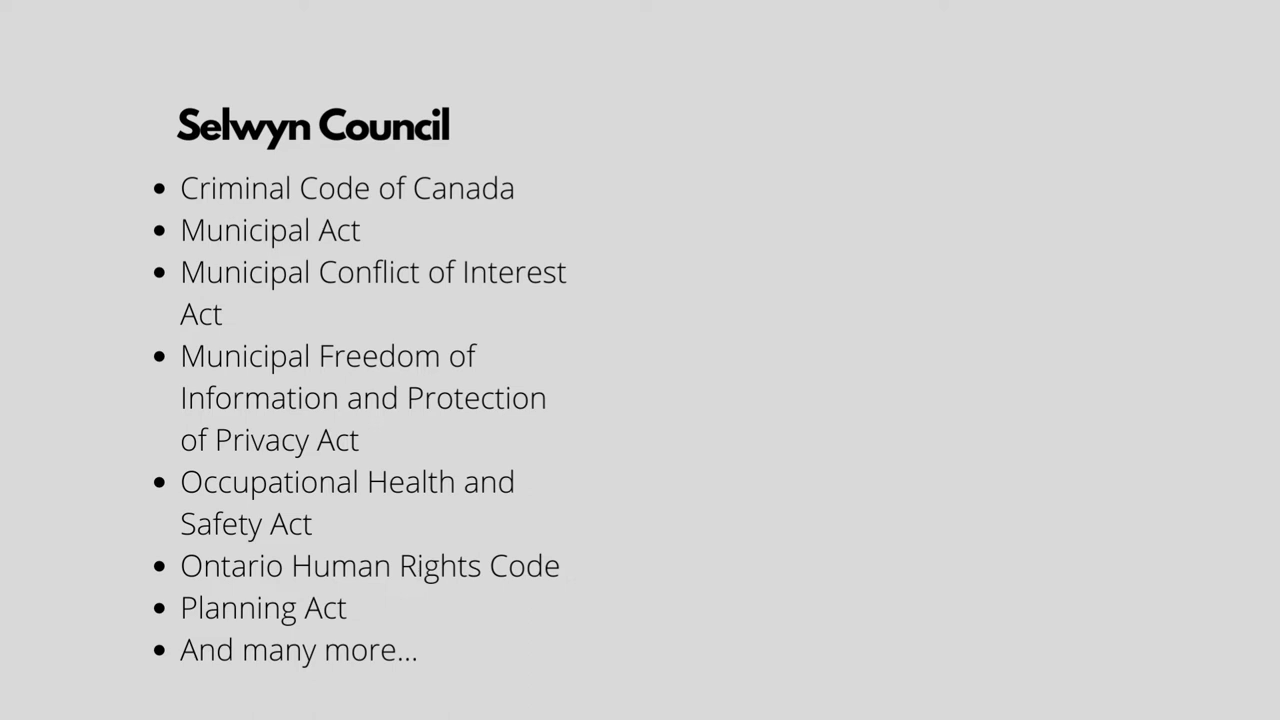 Selwyn Council
• Criminal Code of Canada
• Municipal Act
• Municipal Conflict of Interest
Act
• Municipal Freedom of
Information and Protection
of Privacy Act
• Occupational Health and
Safety Act
• Ontario Human Rights Code
• Planning Act
• And many more...